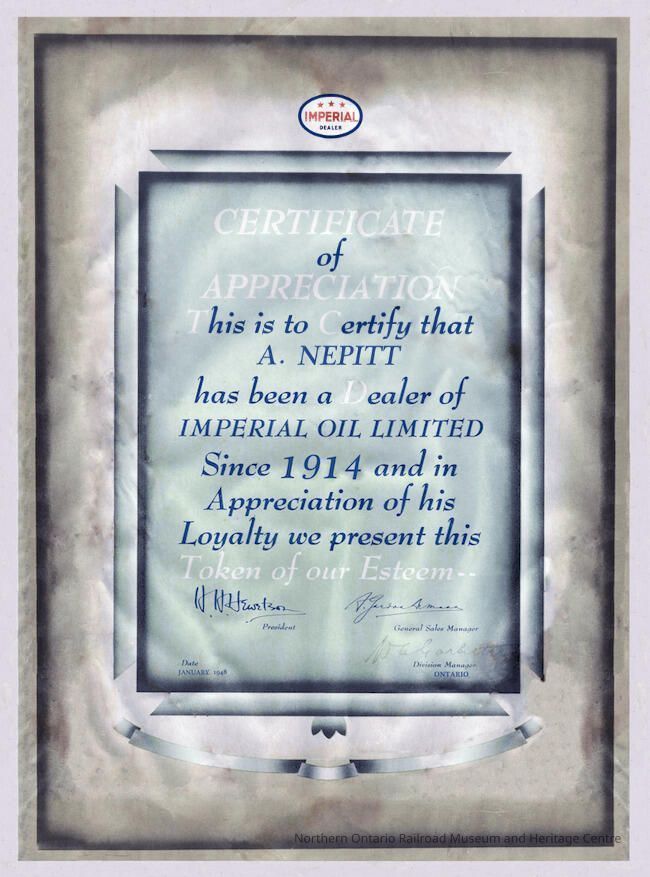 IMPERIAL
DEALER
CERTIFICATE
of
APPRECIATION
This is to Certify that
A. NEPITT
has been a Dealer of
IMPERIAL OIL LIMITED
Since 1914 and in
Appreciation of his
Loyalty we present this
Token of our Esteem--
President
General Sales Manager
Division Manager
ONTARIO
Date
JANUARY 1948
Northern Ontario Railroad Museum and Heritage Centre